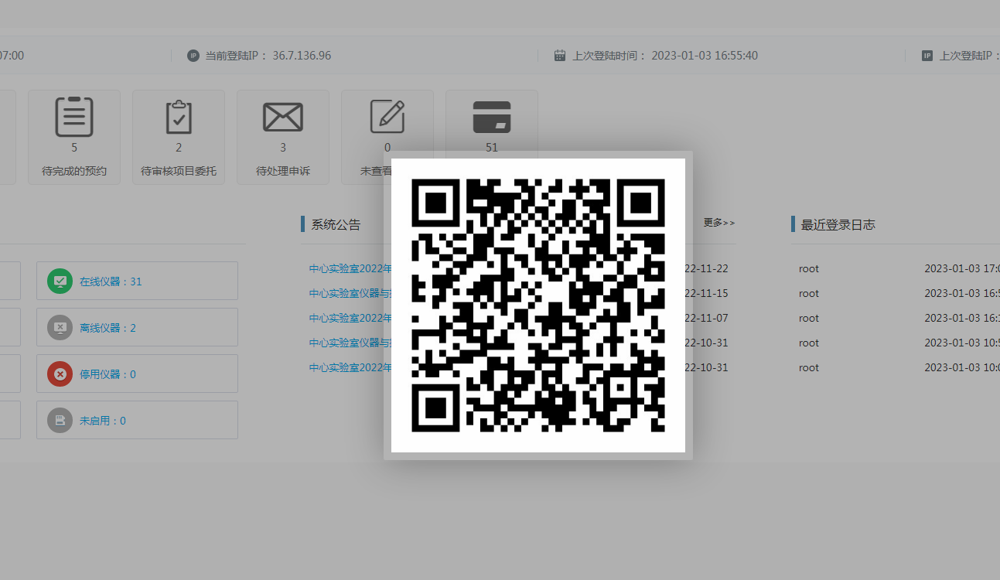 07:00
IP 当前登陆IP： 36.7.136.96
上次登陆时间： 2023-01-03 16:55:40
IP 上次登陆IP：
5
待完成的预约
2
待审核项目委托
3
待处理申诉
0
未查看
51
系统公告
更多>>
最近登录日志
在线仪器：31
离线仪器：2
停用仪器：0
未启用：0
中心实验室2022年
22-11-22
中心实验室仪器与
22-11-15
中心实验室2022年
22-11-07
中心实验室仪器与
22-10-31
中心实验室2022年
22-10-31
root 2023-01-03 17:0
root 2023-01-03 16:5
root 2023-01-03 16:
root 2023-01-03 10:5
root 2023-01-03 10:0